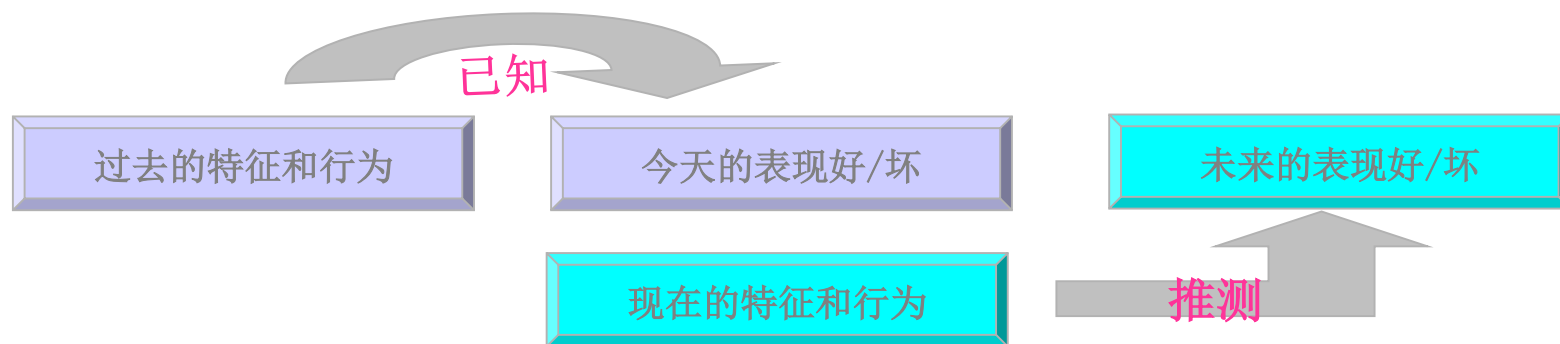 已知
过去的特征和行为
今天的表现好/坏
未来的表现好/坏
现在的特征和行为
推测